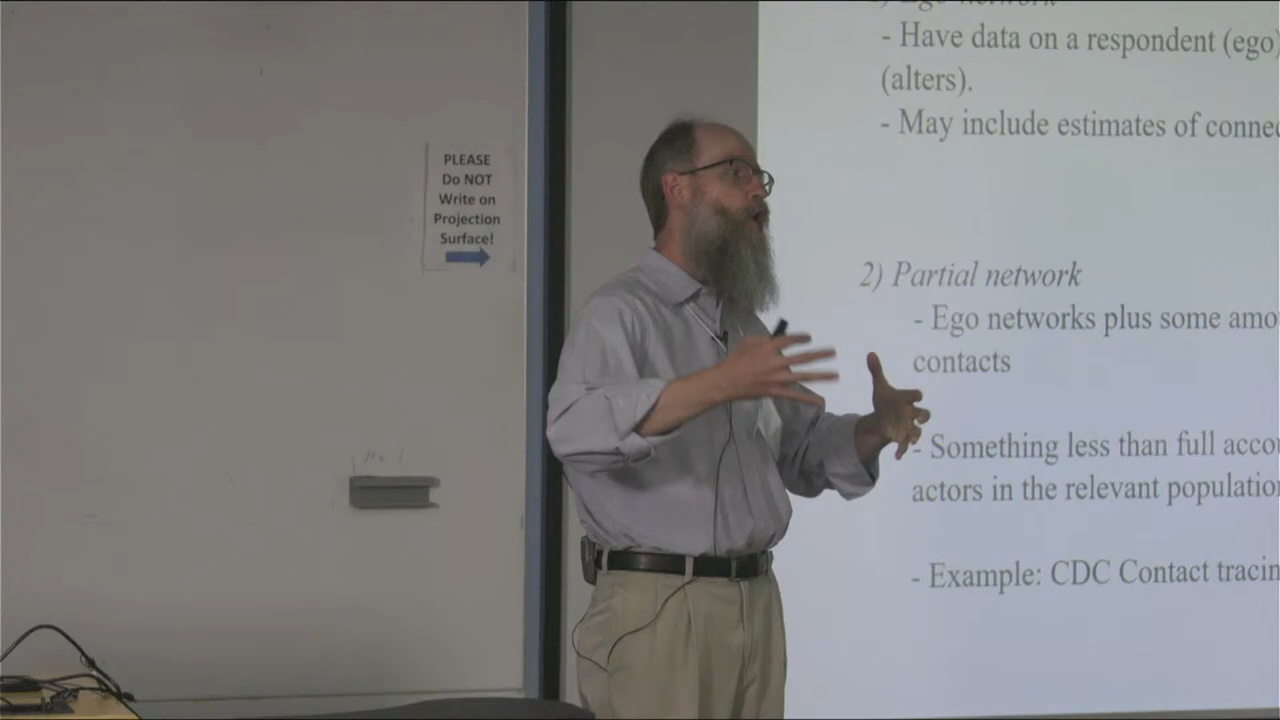 PLEASE
Do NOT
Write on
Projection
Surface!
- Have data on a respondent (ego)
(alters).
- May include estimates of
2) Partial network
- Ego networks plus some
contacts
- Something less than full
actors in the relevant
- Example: CDC Contact